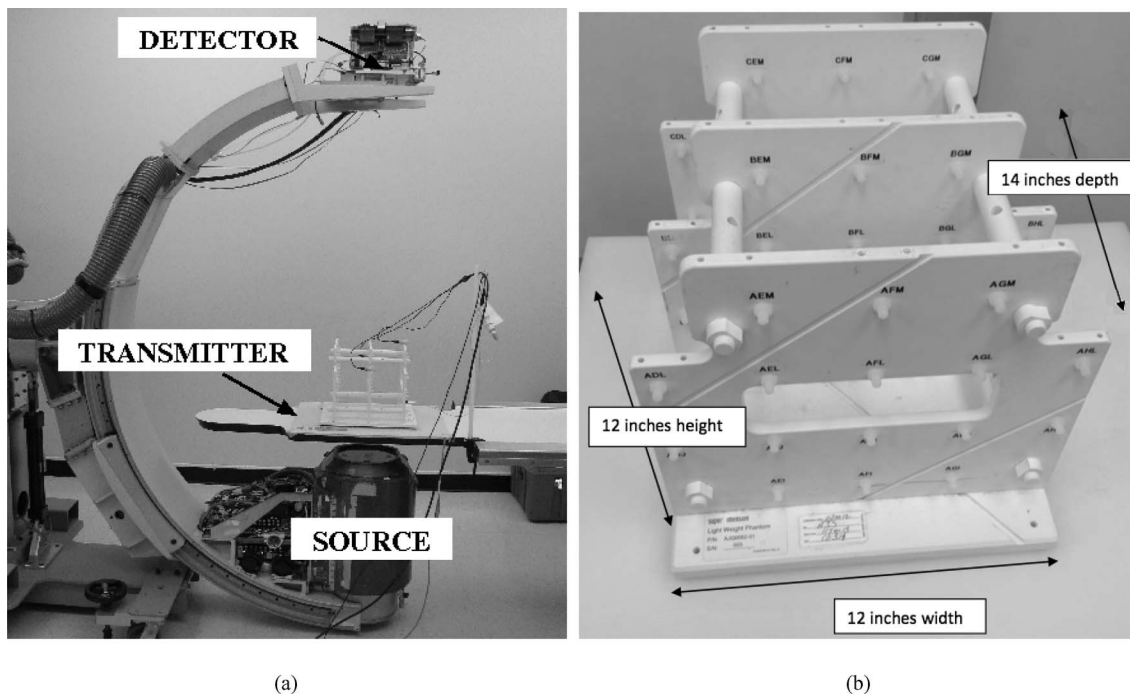 DETECTOR
TRANSMITTER
SOURCE
(a)
CEM CFM CGM
CDL
BEM BFM BGM
14 inches depth
BEL BFL BGL BHL
AEM AFM AGM
ADL AEL AFL AGL AHL
12 inches height
AEI AFI AGI
Light Weight Phantom
12 inches width
(b)